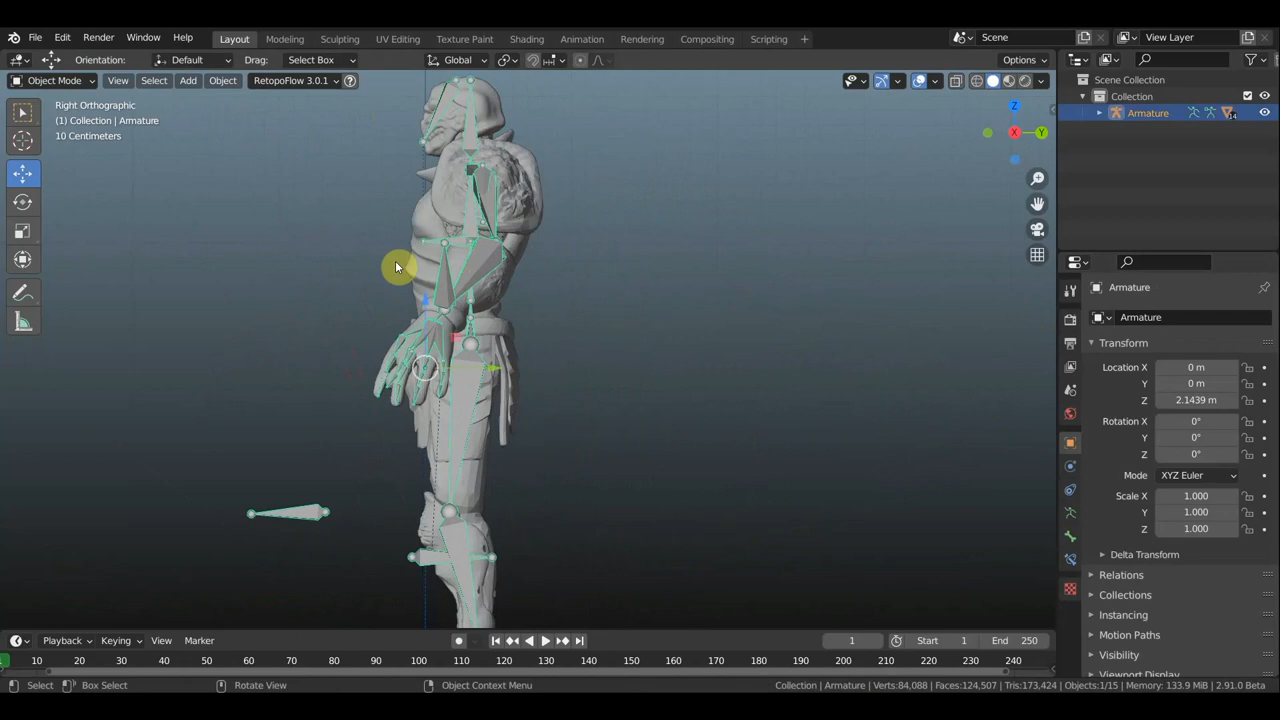 File Edit Render Window Help Layout Modeling Sculpting UV Editing Texture Paint Shading Animation Rendering Compositing Scripting + Scene View Layer
Orientation: Default Drag: Select Box Global Options
Object Mode View Select Add Object RetopoFlow 3.0.1
Right Orthographic
(1) Collection | Armature
10 Centimeters
Z
X
Y
Scene Collection
Collection
Armature
14
Armature
Armature
Transform
Location X 0 m
Y 0 m
Z 2.1439 m
Rotation X 0°
Y 0°
Z 0°
Mode XYZ Euler
Scale X 1.000
Y 1.000
Z 1.000
Delta Transform
Relations
Collections
Instancing
Motion Paths
Visibility
Viewport Display
Playback Keying View Marker 1 Start 1 End 250
10 20 30 40 50 60 70 80 90 100 110 120 130 140 150 160 170 180 190 200 210 220 230 240
Select Box Select Rotate View Object Context Menu Collection | Armature | Verts:84,088 | Faces:124,507 | Tris:173,424 | Objects:1/15 | Memory: 133.9 MiB | 2.91.0 Beta